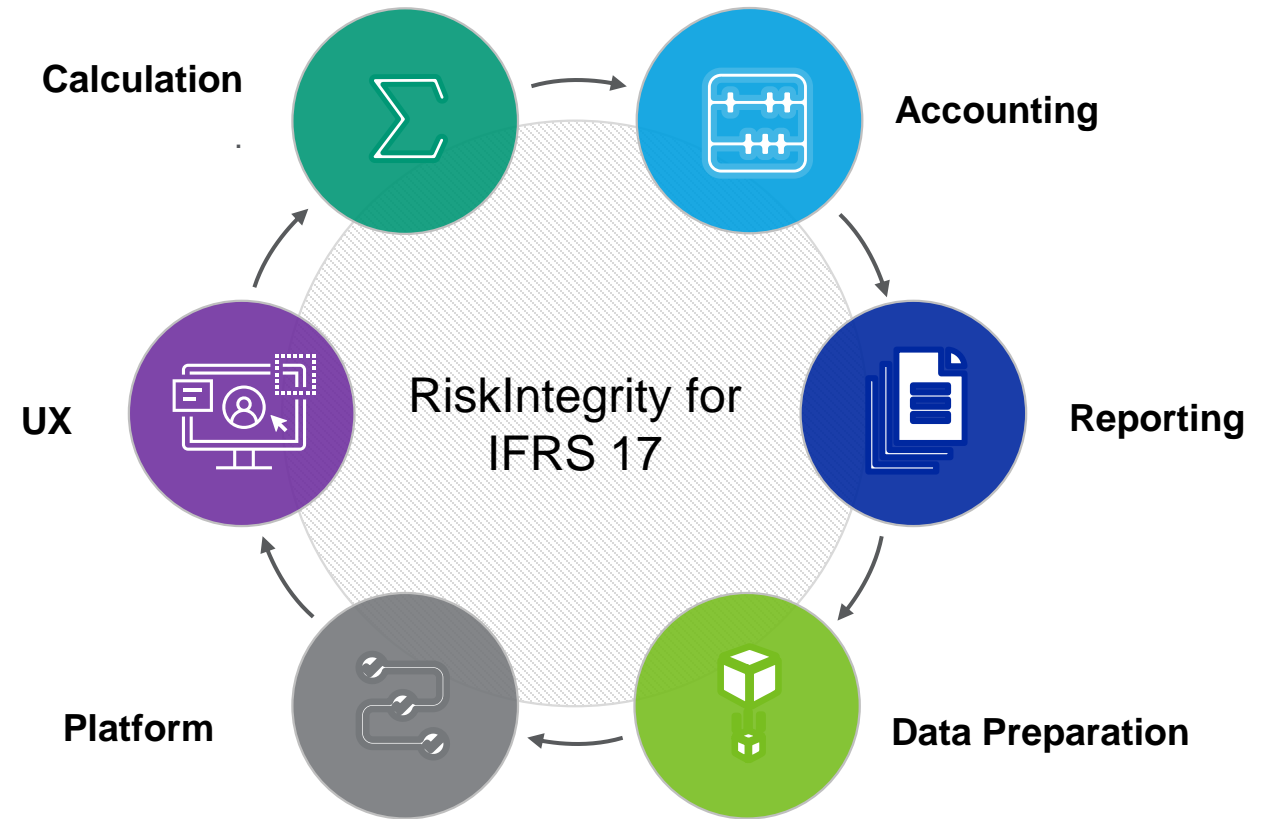 Calculation
.
Accounting
RiskIntegrity for
IFRS 17
UX
Reporting
Platform
Data Preparation